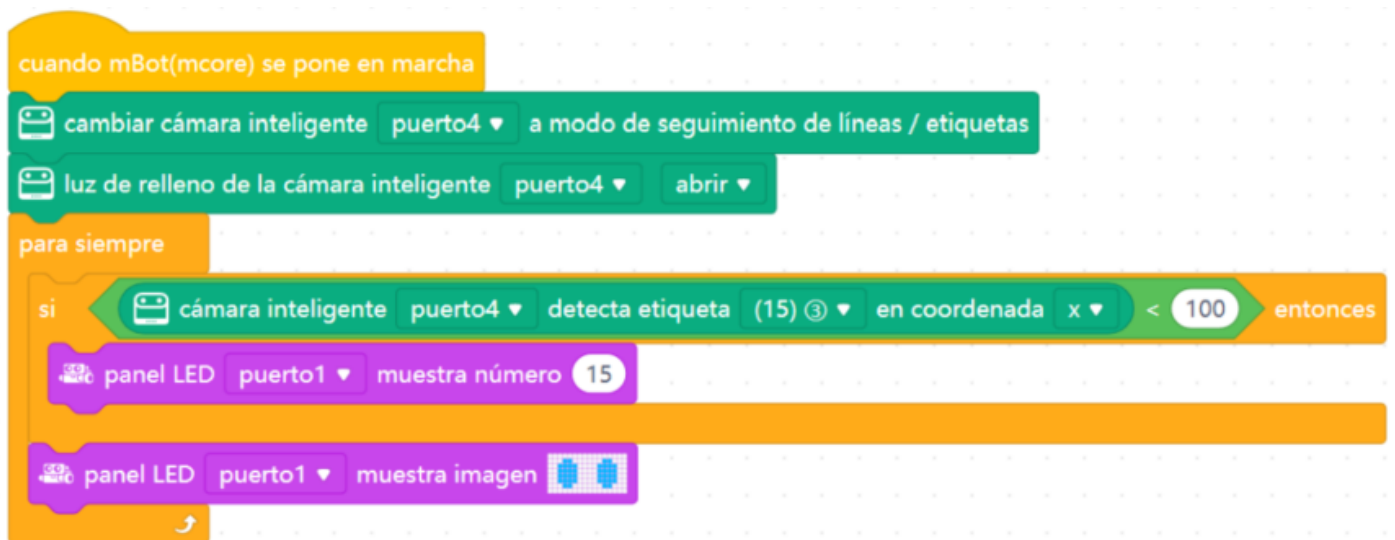 cuando mBot(mcore) se pone en marcha
cambiar cámara inteligente puerto4 ▼ a modo de seguimiento de líneas / etiquetas
luz de relleno de la cámara inteligente puerto4 ▼ abrir ▼
para siempre
si cámara inteligente puerto4 ▼ detecta etiqueta (15) ③ ▼ en coordenada x ▼ < 100 entonces
panel LED puerto1 ▼ muestra número 15
panel LED puerto1 ▼ muestra imagen